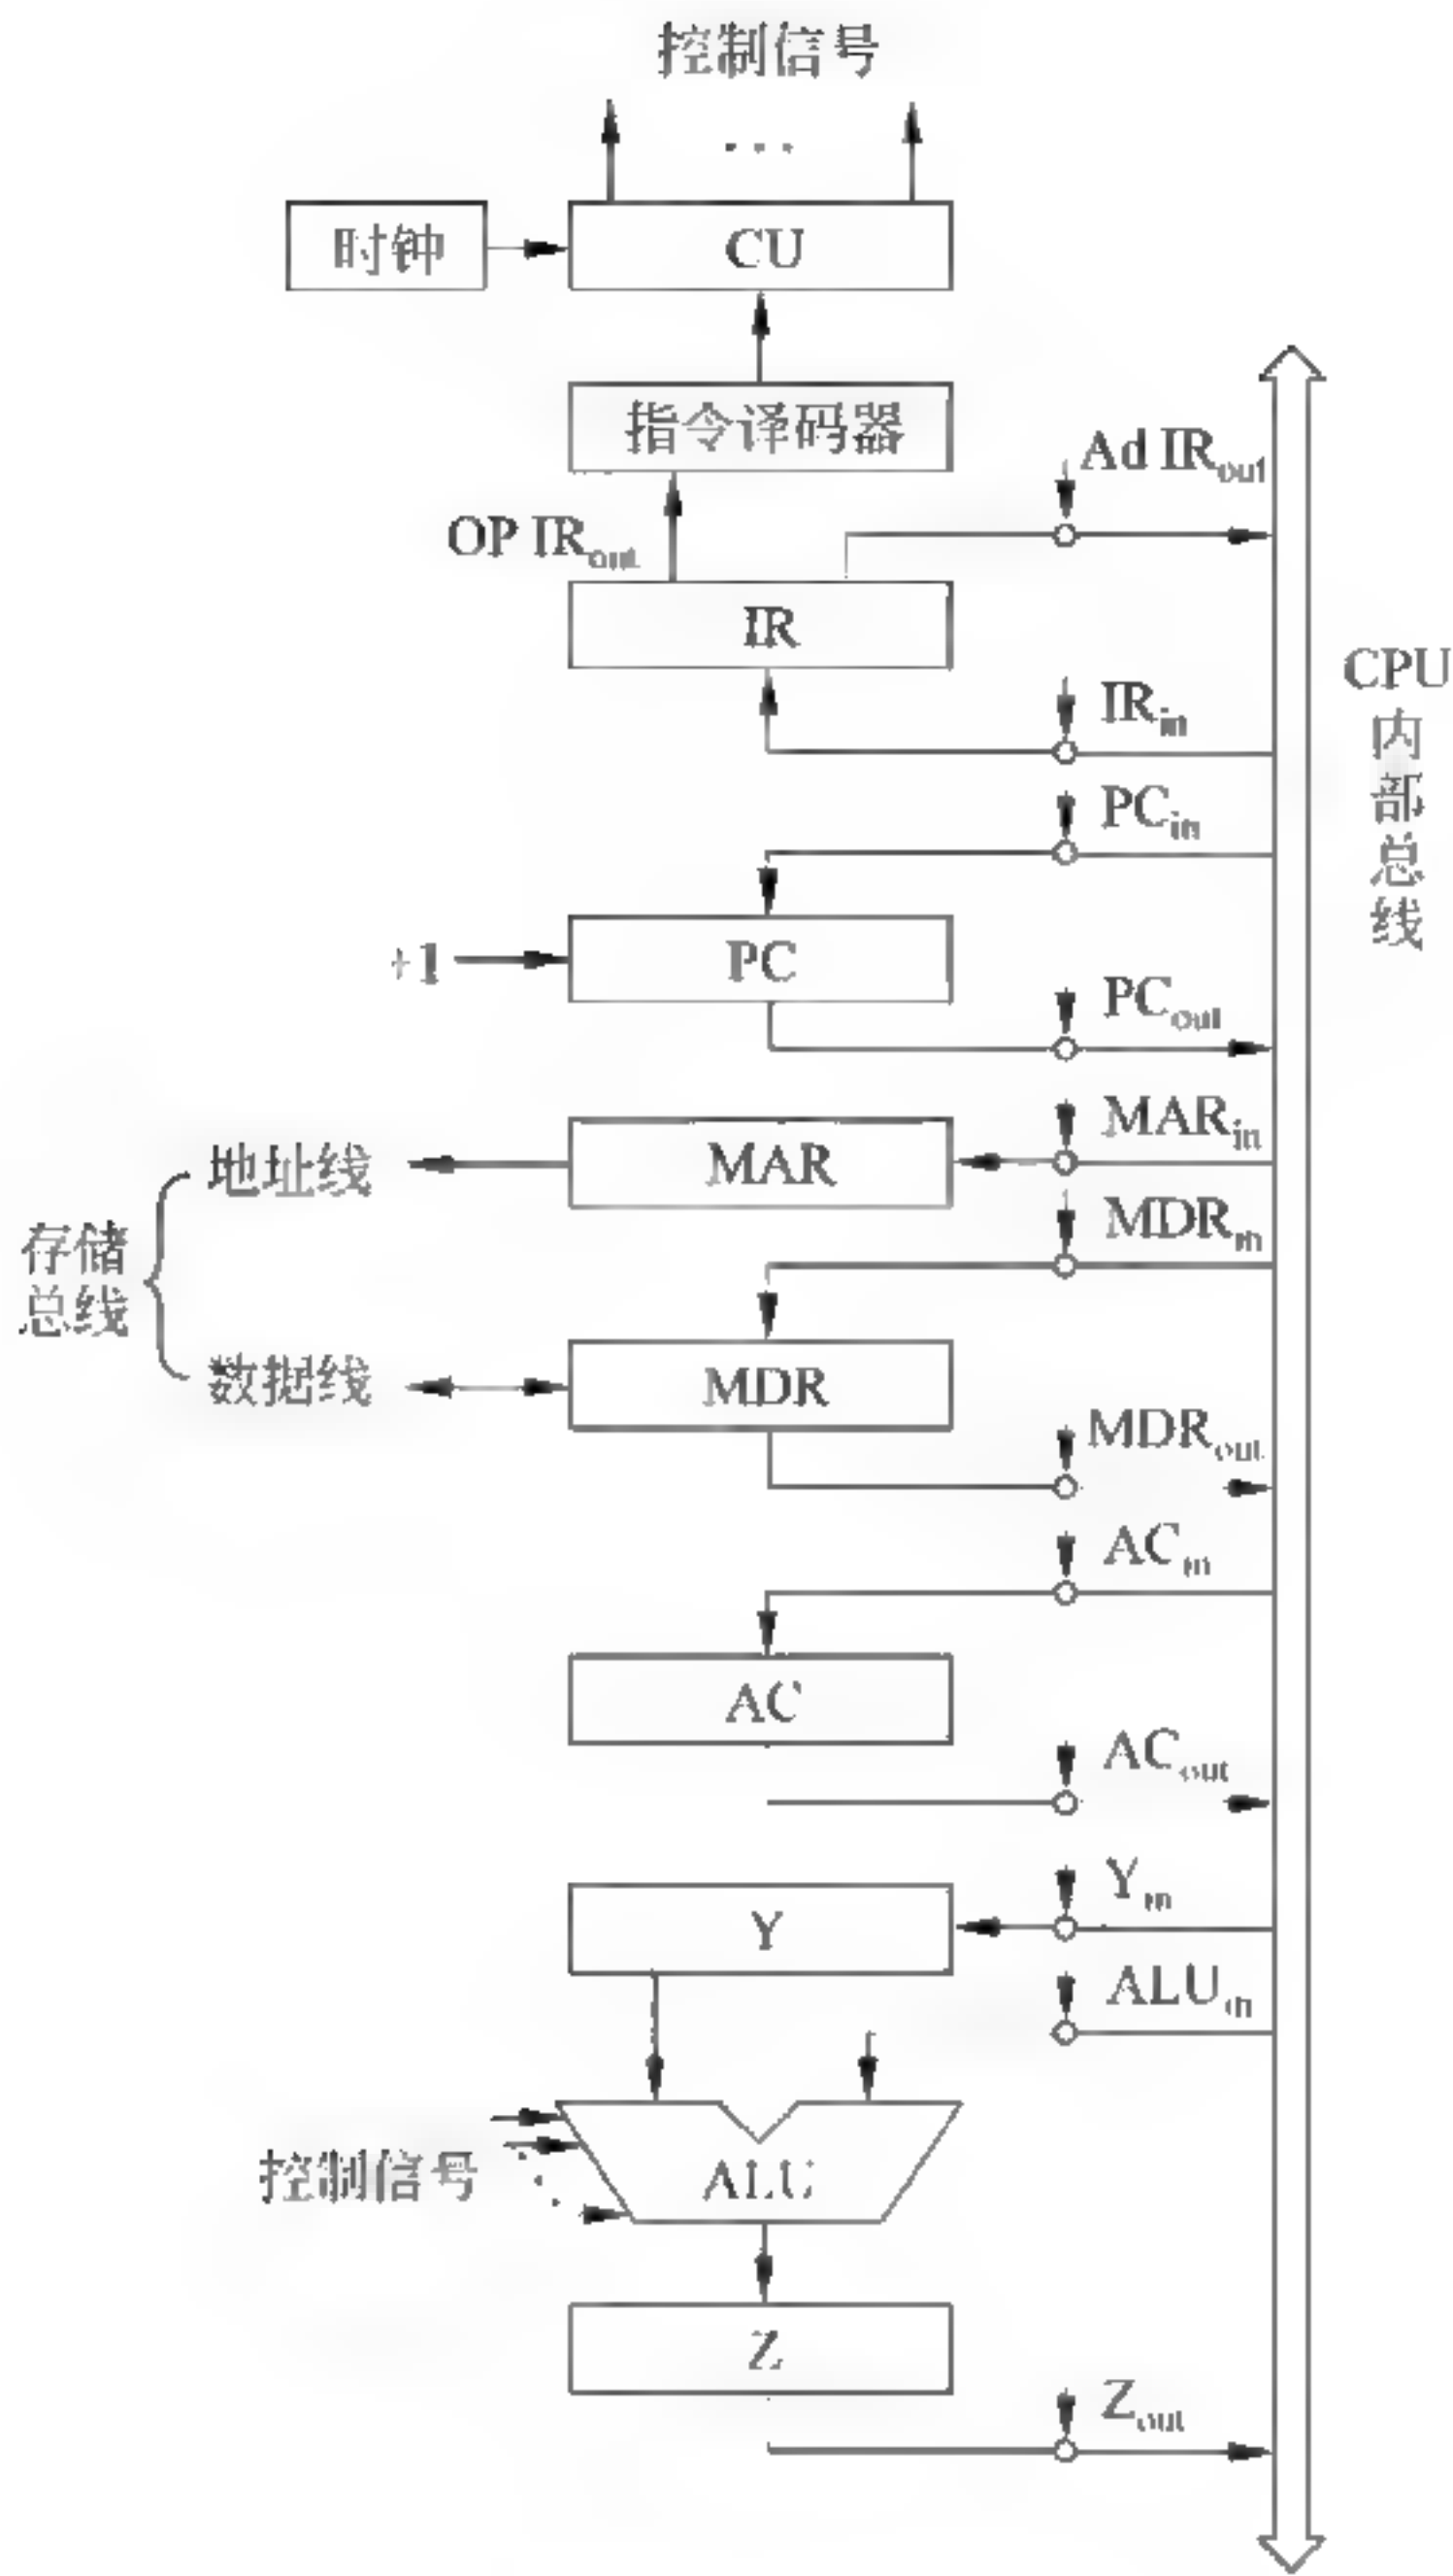 控制信号
...
时钟
CU
指令译码器
Ad IRout
OP IRout
IR
CPU
内
部
总
线
IRin
PCin
+1
PC
PCout
MARin
地址线
MAR
存储
总线
MDRin
数据线
MDR
MDRout
ACin
AC
ACout
Yin
Y
ALUin
控制信号
ALU
Z
Zout